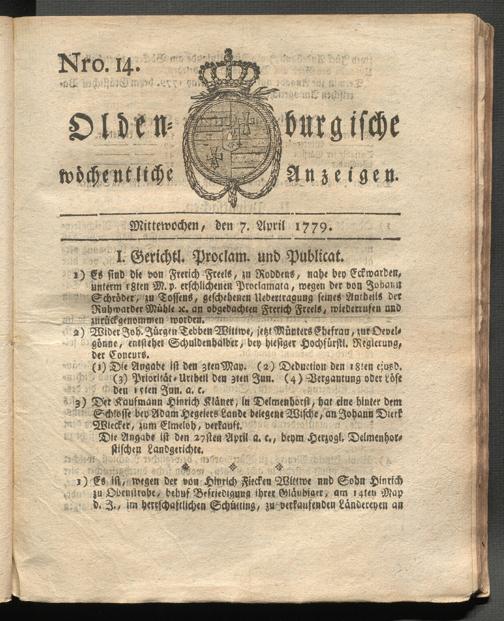 Nro. 14.
Olden- burgische
wöchentliche Anzeigen.
Mittewochen, den 7. April 1779.
I. Gerichtl. Proclam. und Publicat.
1) Es sind die von Frerich Freels, zu Roddens, nahe bey Eckwarden,
unterm 18ten M. p. erschlichenen Proclamata, wegen der von Johann
Schröder, zu Tossens, geschehenen Uebertragung seines Antheils der
Ruhwarder Mühle ꝛc. an obgedachten Frerich Freels, wiederrufen und
zurückgenommen worden.
2) Wider Joh. Jürgen Tebben Wittwe, jetzt Münters Ehefrau, zur Oevel-
gönne, entstehet Schuldenhalber, bey hiesiger Hochfürstl. Regierung,
der Concurs.
(1) Die Angabe ist den 3ten May. (2) Deduction den 18ten ejusd.
(3) Priorität-Urtheil den 3ten Jun. (4) Vergantung oder Löse
den 15ten Jun. a. c.
3) Der Kaufmann Hinrich Kläner, in Delmenhorst, hat eine hinter dem
Schlosse bey Adam Hegelers Lande belegene Wische, an Johann Dierk
Wiecker, zum Elmeloh, verkauft.
Die Angabe ist den 27sten April a. c., beym Herzogl. Delmenhor-
stischen Landgerichte.
1) Es ist, wegen der von Hinrich Fiecken Wittwe und Sohn Hinrich
zu Obenstrohe, behuf Befriedigung ihrer Gläubiger, am 14ten May
d. J., im herrschaftlichen Schütting, zu verkaufenden Ländereyen an